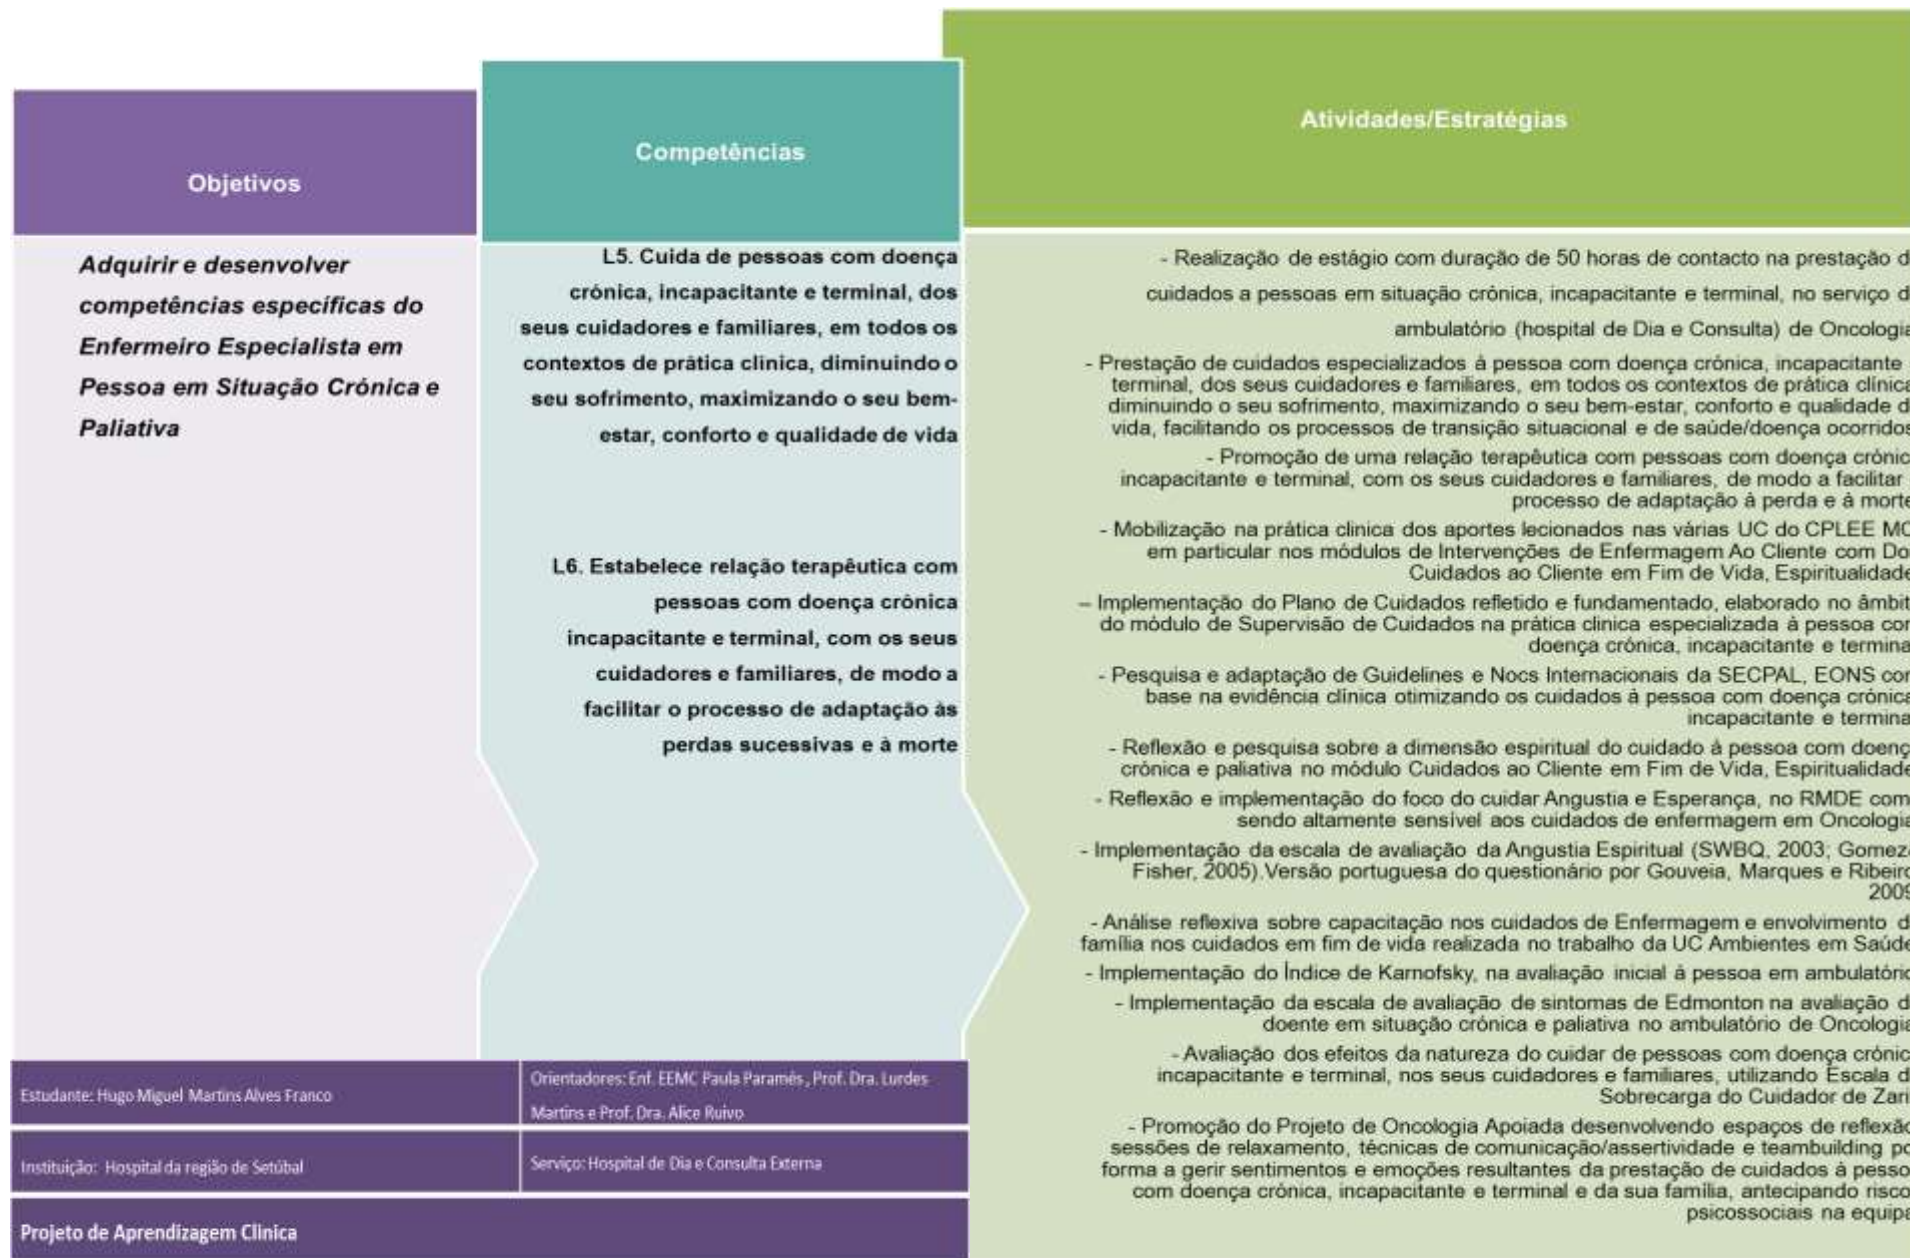 Objetivos
Adquirir e desenvolver
competências específicas do
Enfermeiro Especialista em
Pessoa em Situação Crónica e
Paliativa
Competências
L5. Cuida de pessoas com doença
crónica, incapacitante e terminal, dos
seus cuidadores e familiares, em todos os
contextos de prática clínica, diminuindo o
seu sofrimento, maximizando o seu bem-
estar, conforto e qualidade de vida
L6. Estabelece relação terapêutica com
pessoas com doença crónica
incapacitante e terminal, com os seus
cuidadores e familiares, de modo a
facilitar o processo de adaptação às
perdas sucessivas e à morte
Atividades/Estratégias
- Realização de estágio com duração de 50 horas de contacto na prestação d
cuidados a pessoas em situação crónica, incapacitante e terminal, no serviço d
ambulatório (hospital de Dia e Consulta) de Oncologia
- Prestação de cuidados especializados à pessoa com doença crónica, incapacitante
terminal, dos seus cuidadores e familiares, em todos os contextos de prática clínica
diminuindo o seu sofrimento, maximizando o seu bem-estar, conforto e qualidade d
vida, facilitando os processos de transição situacional e de saúde/doença ocorridos
- Promoção de uma relação terapêutica com pessoas com doença crónic
incapacitante e terminal, com os seus cuidadores e familiares, de modo a facilitar
processo de adaptação à perda e à morte
- Mobilização na prática clinica dos aportes lecionados nas várias UC do CPLEE MC
em particular nos módulos de Intervenções de Enfermagem Ao Cliente com Do
Cuidados ao Cliente em Fim de Vida, Espiritualidade
– Implementação do Plano de Cuidados refletido e fundamentado, elaborado no âmbit
do módulo de Supervisão de Cuidados na prática clinica especializada à pessoa co
doença crónica, incapacitante e termina
- Pesquisa e adaptação de Guidelines e Nocs Internacionais da SECPAL, EONS co
base na evidência clínica otimizando os cuidados à pessoa com doença crónica
incapacitante e termina
- Reflexão e pesquisa sobre a dimensão espiritual do cuidado à pessoa com doenç
crónica e paliativa no módulo Cuidados ao Cliente em Fim de Vida, Espiritualidade
- Reflexão e implementação do foco do cuidar Angustia e Esperança, no RMDE com
sendo altamente sensível aos cuidados de enfermagem em Oncologia
- Implementação da escala de avaliação da Angustia Espiritual (SWBQ, 2003; Gomez
Fisher, 2005).Versão portuguesa do questionário por Gouveia, Marques e Ribeiro
2009
- Análise reflexiva sobre capacitação nos cuidados de Enfermagem e envolvimento d
família nos cuidados em fim de vida realizada no trabalho da UC Ambientes em Saúde
- Implementação do Índice de Karnofsky, na avaliação inicial à pessoa em ambulatório
- Implementação da escala de avaliação de sintomas de Edmonton na avaliação d
doente em situação crónica e paliativa no ambulatório de Oncologia
- Avaliação dos efeitos da natureza do cuidar de pessoas com doença crónic
incapacitante e terminal, nos seus cuidadores e familiares, utilizando Escala d
Sobrecarga do Cuidador de Zari
- Promoção do Projeto de Oncologia Apoiada desenvolvendo espaços de reflexão
sessões de relaxamento, técnicas de comunicação/assertividade e teambuilding po
forma a gerir sentimentos e emoções resultantes da prestação de cuidados à pesso
com doença crónica, incapacitante e terminal e da sua família, antecipando risco
psicossociais na equipa
Estudante: Hugo Miguel Martins Alves Franco
Orientadores: Enf. EEMC Paula Paramés , Prof. Dra. Lurdes
Martins e Prof. Dra. Alice Ruivo
Instituição: Hospital da região de Setúbal
Serviço: Hospital de Dia e Consulta Externa
Projeto de Aprendizagem Clinica